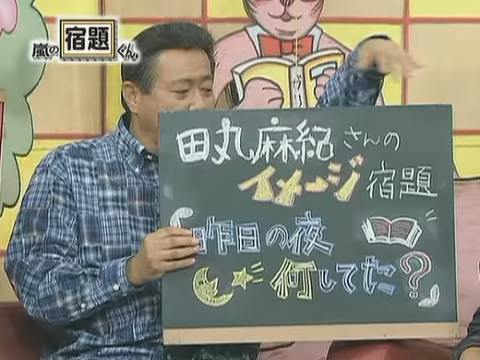 嵐の宿題くん
田丸麻紀さんの
イメージ宿題
昨日の夜
何してた?